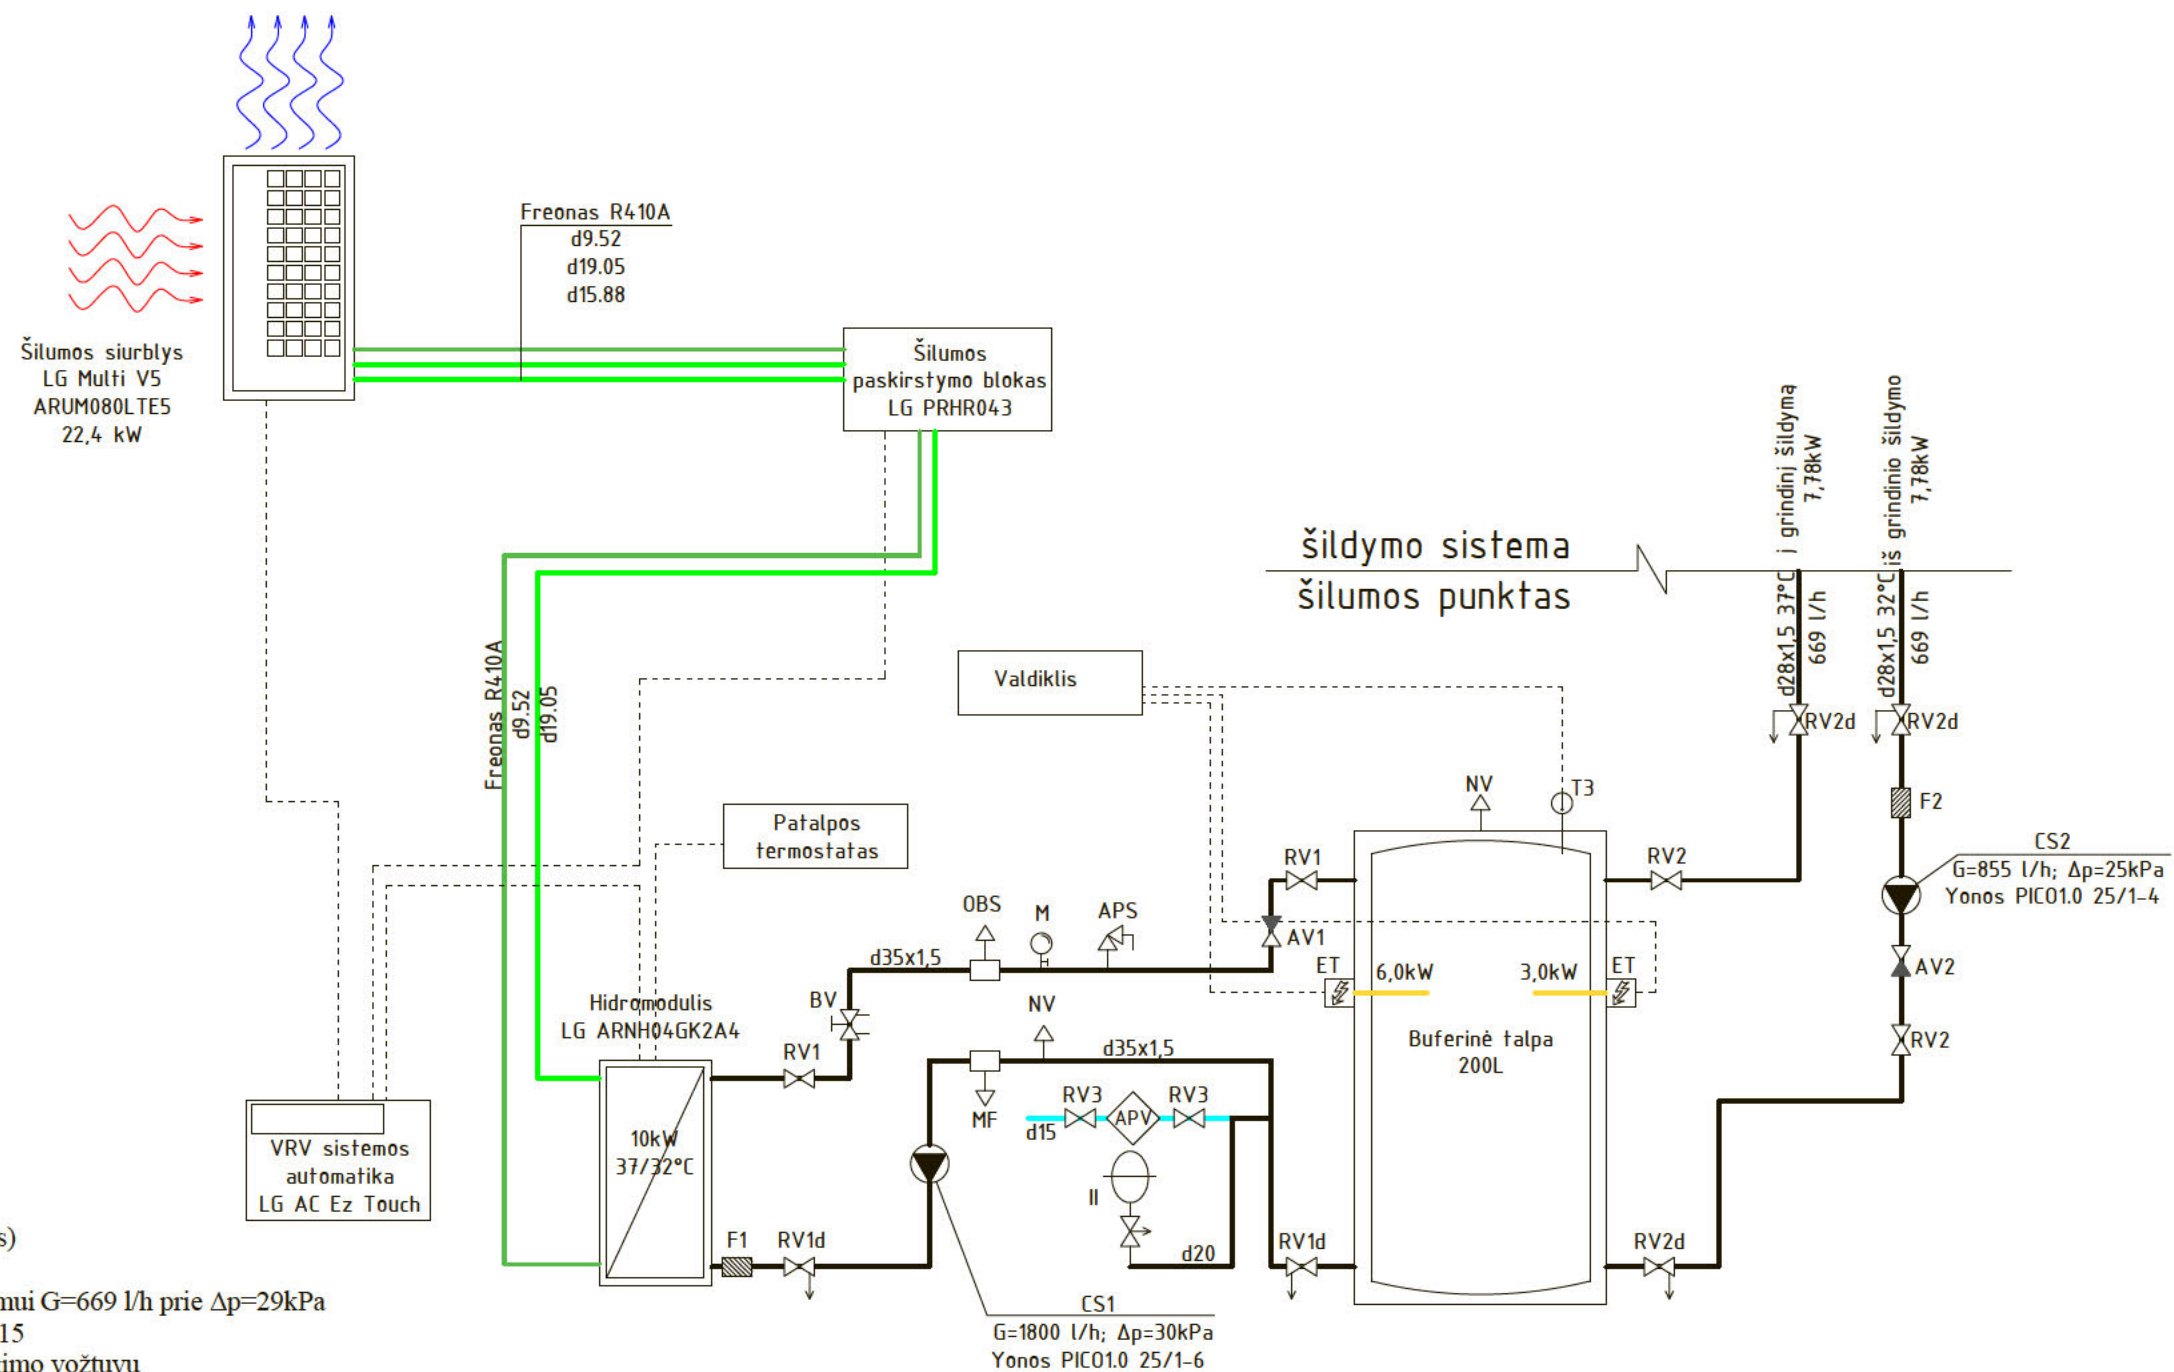 Freonas R410A
d9.52
d19.05
d15.88
Šilumos siurblys
LG Multi V5
ARUM080LTE5
22,4 kW
Šilumos
paskirstymo blokas
LG PRHR043
į grindinį šildymą
7,78kW
iš grindinio šildymo
7,78kW
šildymo sistema
šilumos punktas
d28x1,5 37°C
669 l/h
d28x1,5 32°C
669 l/h
Freonas R410A
d9.52
d19.05
Valdiklis
RV2d
RV2d
NV
T3
F2
Patalpos
termostatas
CS2
G=855 l/h; Δp=25kPa
Yonos PICO1.0 25/1-4
RV1
RV2
OBS
M
APS
AV1
d35x1,5
ET
6,0kW
3,0kW
ET
AV2
Hidromodulis
LG ARNH04GK2A4
BV
NV
RV1
d35x1,5
Buferinė talpa
200L
RV2
MF
RV3
APV
RV3
d15
10kW
37/32°C
VRV sistemos
automatika
LG AC Ez Touch
II
F1
RV1d
d20
RV1d
RV2d
s)
mui G=669 l/h prie Δp=29kPa
15
imo vožtuvu
CS1
G=1800 l/h; Δp=30kPa
Yonos PICO1.0 25/1-6